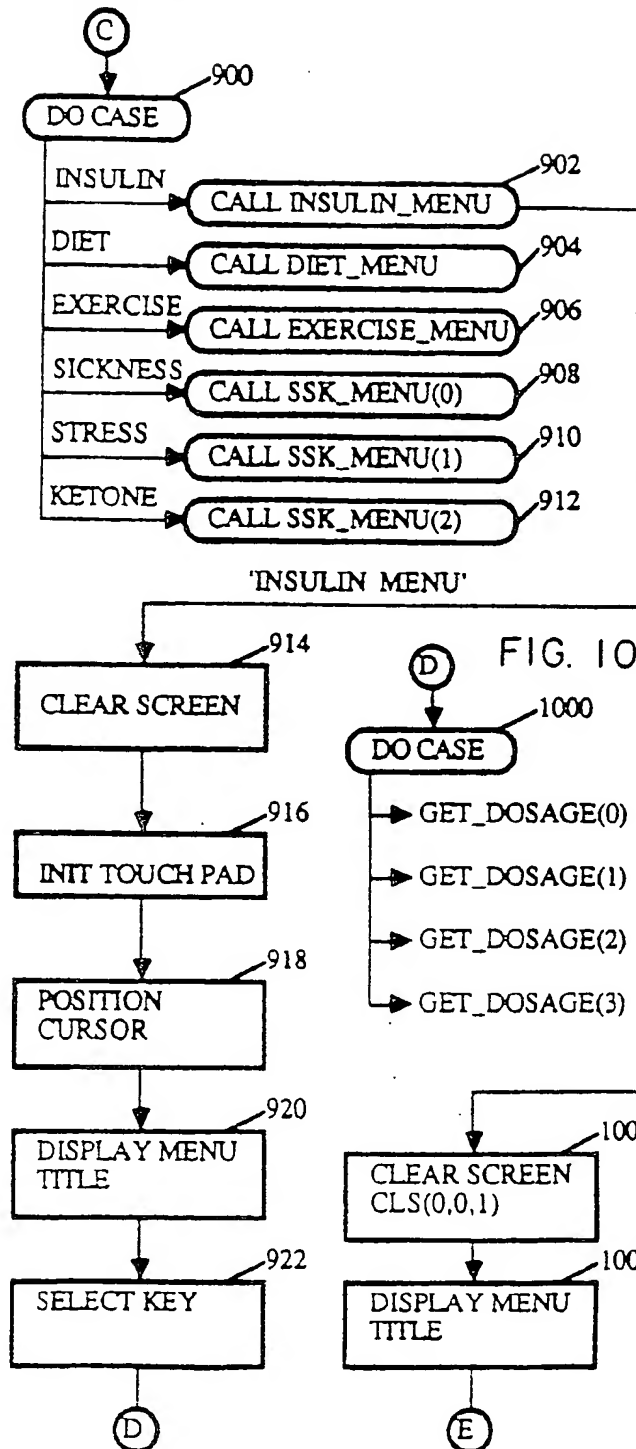 C
900
DO CASE
INSULIN
902
CALL INSULIN_MENU
DIET
904
CALL DIET_MENU
EXERCISE
906
CALL EXERCISE_MENU
SICKNESS
908
CALL SSK_MENU(0)
STRESS
910
CALL SSK_MENU(1)
KETONE
912
CALL SSK_MENU(2)
'INSULIN MENU'
914
CLEAR SCREEN
916
INIT TOUCH PAD
918
POSITION
CURSOR
920
DISPLAY MENU
TITLE
922
SELECT KEY
D
FIG. 10
D
1000
DO CASE
GET_DOSAGE(0)
GET_DOSAGE(1)
GET_DOSAGE(2)
GET_DOSAGE(3)
100
CLEAR SCREEN
CLS(0,0,1)
100
DISPLAY MENU
TITLE
E